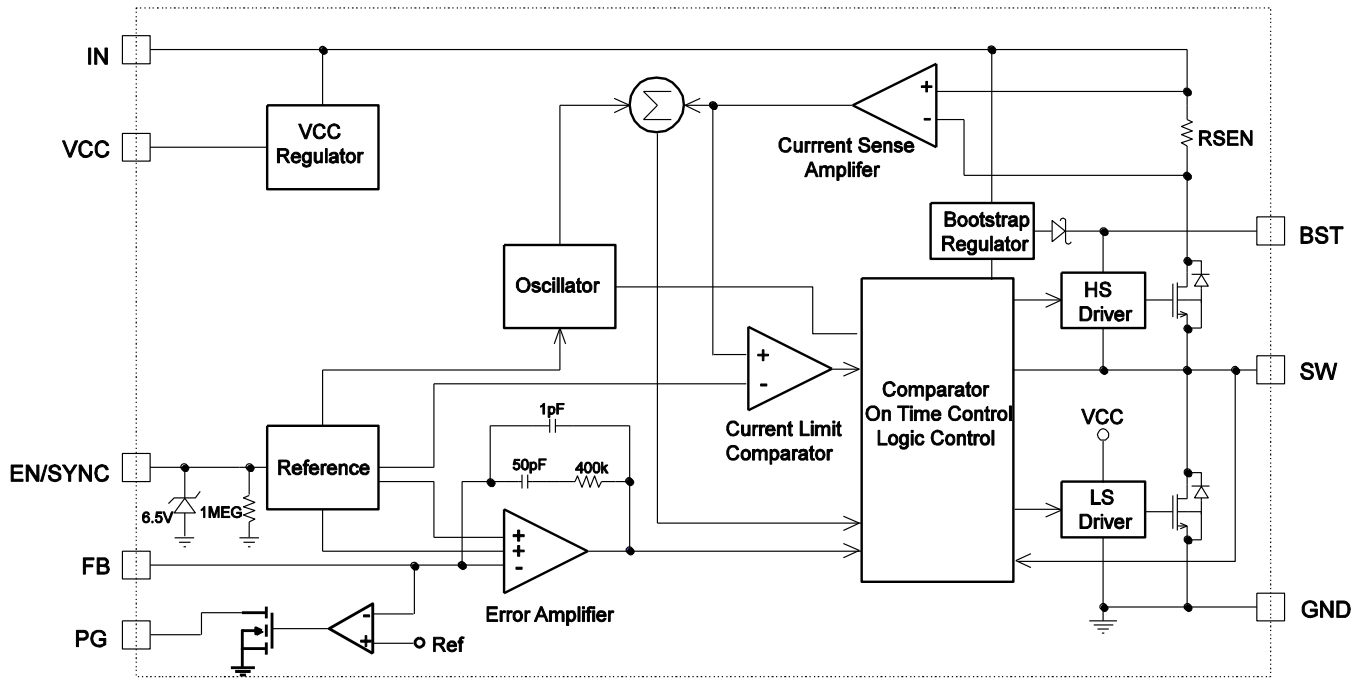 IN
VCC
VCC
Regulator
Σ
+
-
Currrent Sense
Amplifer
RSEN
Bootstrap
Regulator
BST
Oscillator
HS
Driver
+
-
Current Limit
Comparator
Comparator
On Time Control
Logic Control
SW
VCC
1pF
50pF
400k
EN/SYNC
Reference
6.5V
1MEG
LS
Driver
FB
+
+
-
Error Amplifier
PG
-
+
Ref
GND